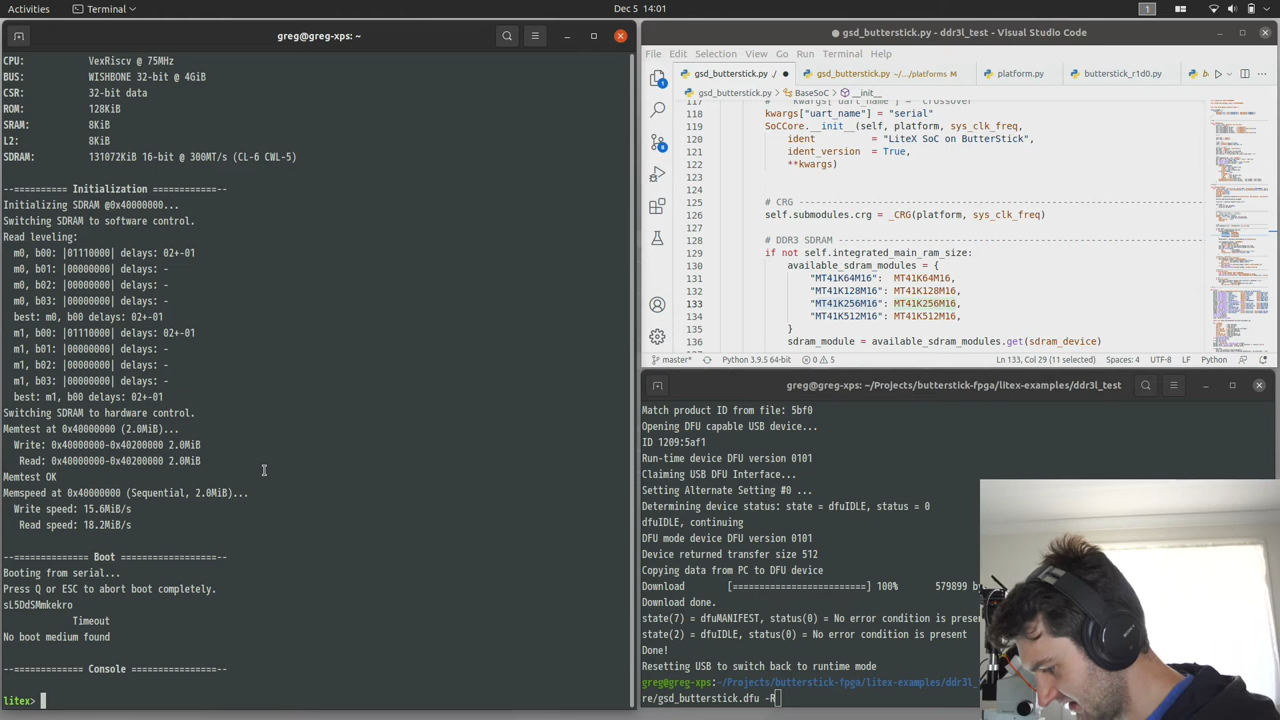 Activities
Terminal
Dec 5 14:01
1
greg@greg-xps: ~
CPU: VexRiscv @ 75MHz
BUS: WISHBONE 32-bit @ 4GiB
CSR: 32-bit data
ROM: 128KiB
SRAM: 8KiB
L2: 8KiB
SDRAM: 131072KiB 16-bit @ 300MT/s (CL-6 CWL-5)
--========== Initialization ============--
Initializing SDRAM @0x40000000...
Switching SDRAM to software control.
Read leveling:
m0, b00: |01110000| delays: 02+-01
m0, b01: |00000000| delays: -
m0, b02: |00000000| delays: -
m0, b03: |00000000| delays: -
best: m0, b00 delays: 02+-01
m1, b00: |01110000| delays: 02+-01
m1, b01: |00000000| delays: -
m1, b02: |00000000| delays: -
m1, b03: |00000000| delays: -
best: m1, b00 delays: 02+-01
Switching SDRAM to hardware control.
Memtest at 0x40000000 (2.0MiB)...
Write: 0x40000000-0x40200000 2.0MiB
Read: 0x40000000-0x40200000 2.0MiB
Memtest OK
Memspeed at 0x40000000 (Sequential, 2.0MiB)...
Write speed: 15.6MiB/s
Read speed: 18.2MiB/s
--============== Boot ==================--
Booting from serial...
Press Q or ESC to abort boot completely.
sL5DdSMmkekro
Timeout
No boot medium found
--============= Console ================--
litex>
● gsd_butterstick.py - ddr3l_test - Visual Studio Code
File Edit Selection View Go Run Terminal Help
gsd_butterstick.py ./ ●
gsd_butterstick.py ~/.../platforms M
platform.py
butterstick_r1d0.py
gsd_butterstick.py > BaseSoC > __init__
117 # kwargs["uart_name"] = "crossover"
118 kwargs["uart_name"] = "serial"
119 SoCCore.__init__(self, platform, sys_clk_freq,
120 ident = "LiteX SoC on ButterStick",
121 ident_version = True,
122 **kwargs)
123
124
125 # CRG
126 self.submodules.crg = _CRG(platform, sys_clk_freq)
127
128 # DDR3 SDRAM ----------------------------------------
129 if not self.integrated_main_ram_size:
130 available_sdram_modules = {
131 "MT41K64M16": MT41K64M16,
132 "MT41K128M16": MT41K128M16,
133 "MT41K256M16": MT41K256M16,
134 "MT41K512M16": MT41K512M16,
135 }
136 sdram_module = available_sdram_modules.get(sdram_device)
master* Python 3.9.5 64-bit 0 5 Ln 133, Col 29 (11 selected) Spaces: 4 UTF-8 LF Python
greg@greg-xps: ~/Projects/butterstick-fpga/litex-examples/ddr3l_test
Match product ID from file: 5bf0
Opening DFU capable USB device...
ID 1209:5af1
Run-time device DFU version 0101
Claiming USB DFU Interface...
Setting Alternate Setting #0 ...
Determining device status: state = dfuIDLE, status = 0
dfuIDLE, continuing
DFU mode device DFU version 0101
Device returned transfer size 512
Copying data from PC to DFU device
Download [=========================] 100% 579899 by
Download done.
state(7) = dfuMANIFEST, status(0) = No error condition is present
state(2) = dfuIDLE, status(0) = No error condition is present
Done!
Resetting USB to switch back to runtime mode
greg@greg-xps:~/Projects/butterstick-fpga/litex-examples/ddr3l_
re/gsd_butterstick.dfu -R